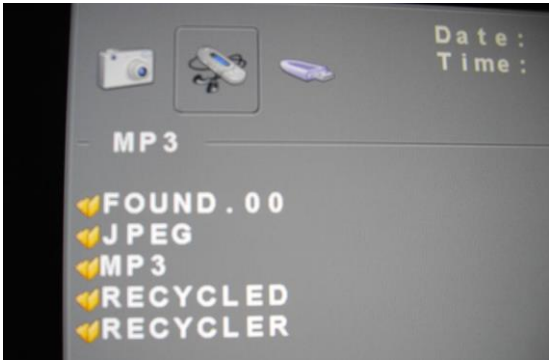 Date:
Time:
MP3
FOUND.00
JPEG
MP3
RECYCLED
RECYCLER